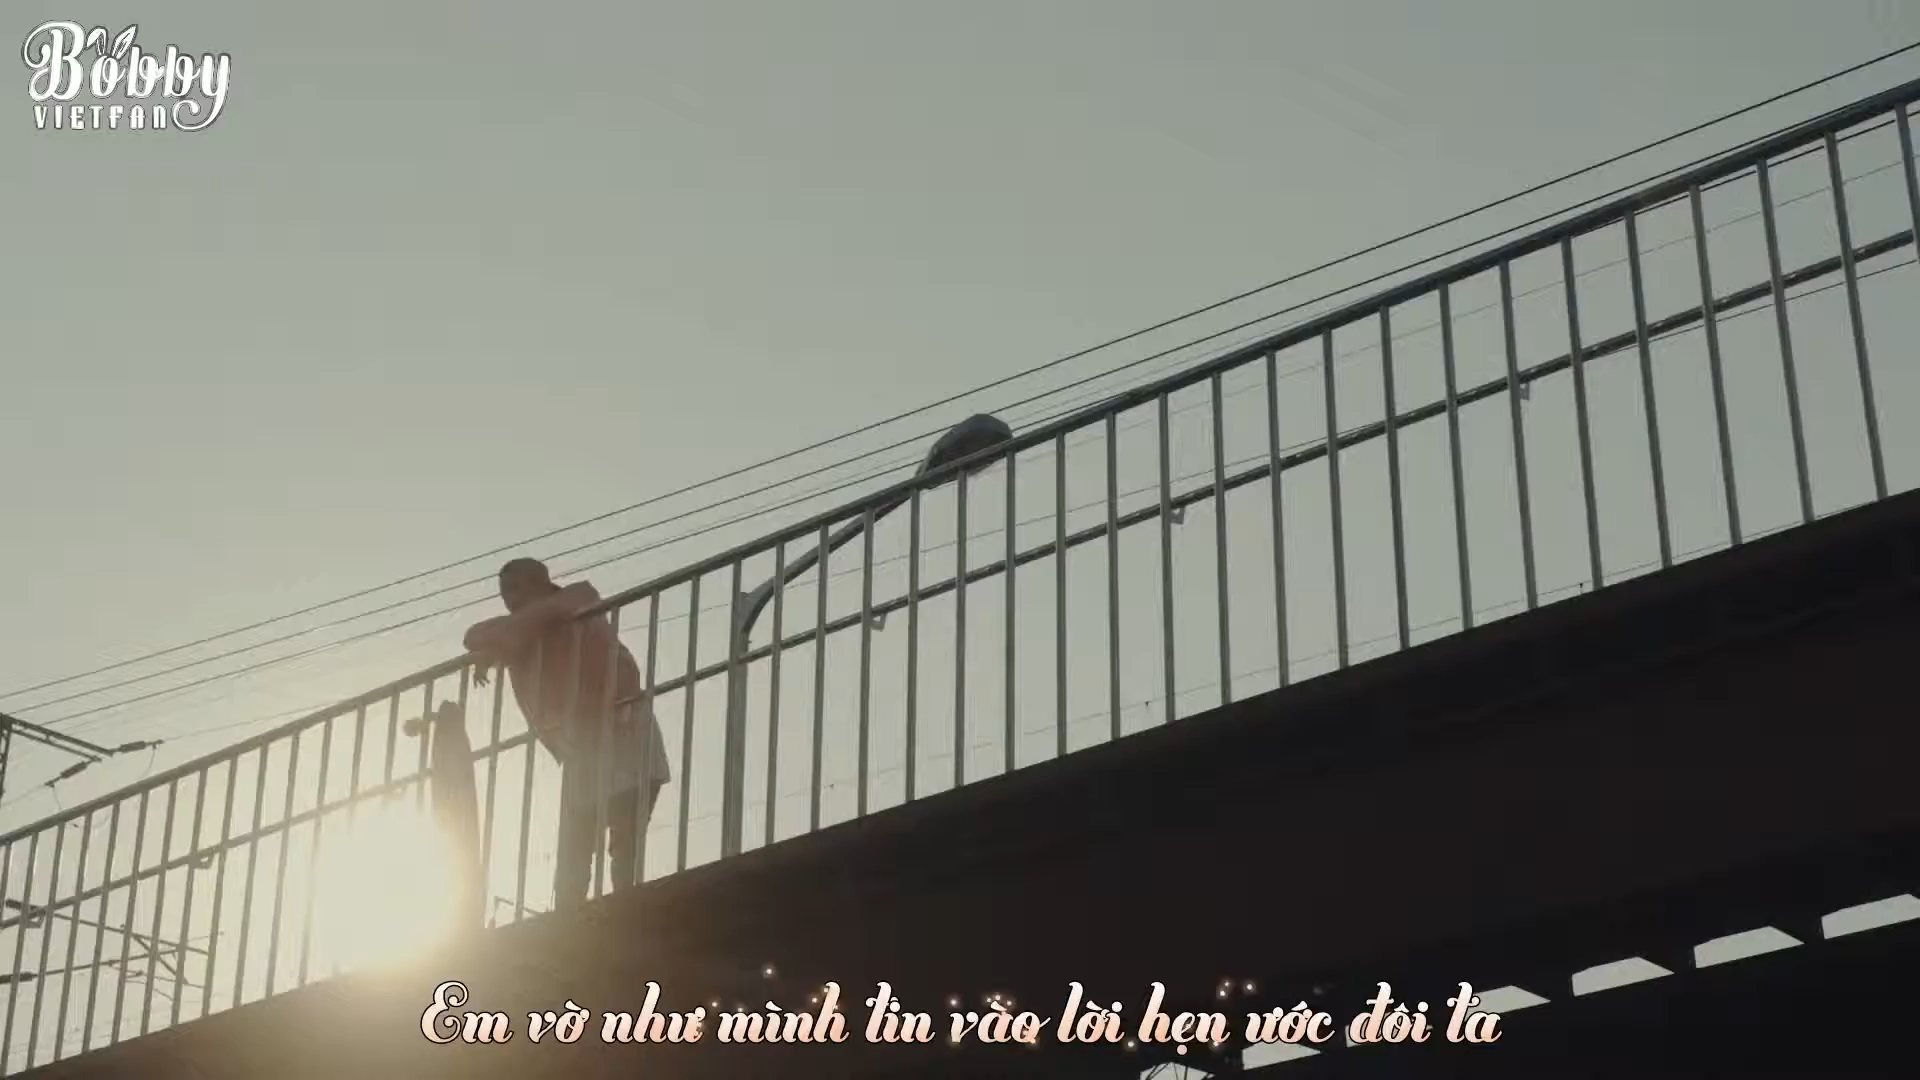 Bobby
VIETFAN
Em vờ như mình tin vào lời hẹn ước đôi ta